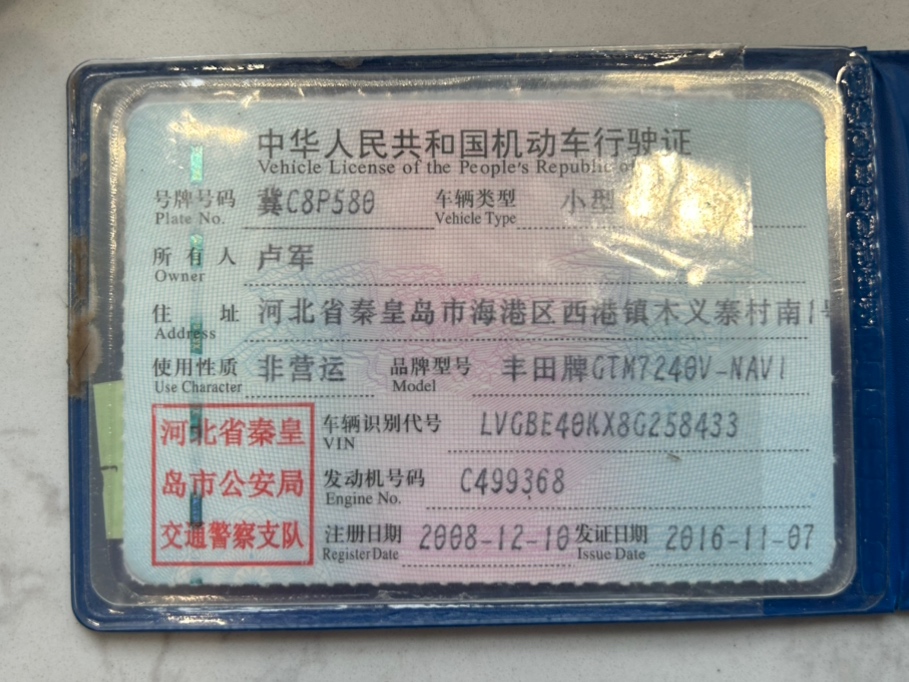 中华人民共和国机动车行驶证
Vehicle License of the People's Republic of
号牌号码 冀C8P580 车辆类型 小型
Plate No. Vehicle Type
所有人 卢军
Owner
住址 河北省秦皇岛市海港区西港镇木义寨村南1号
Address
使用性质 非营运 品牌型号 丰田牌GTM7240V-NAVI
Use Character Model
河北省秦皇 车辆识别代号 LVGBE40KX8G258433
VIN
岛市公安局 发动机号码 C499368
Engine No.
交通警察支队 注册日期 2008-12-10 发证日期 2016-11-07
Register Date Issue Date